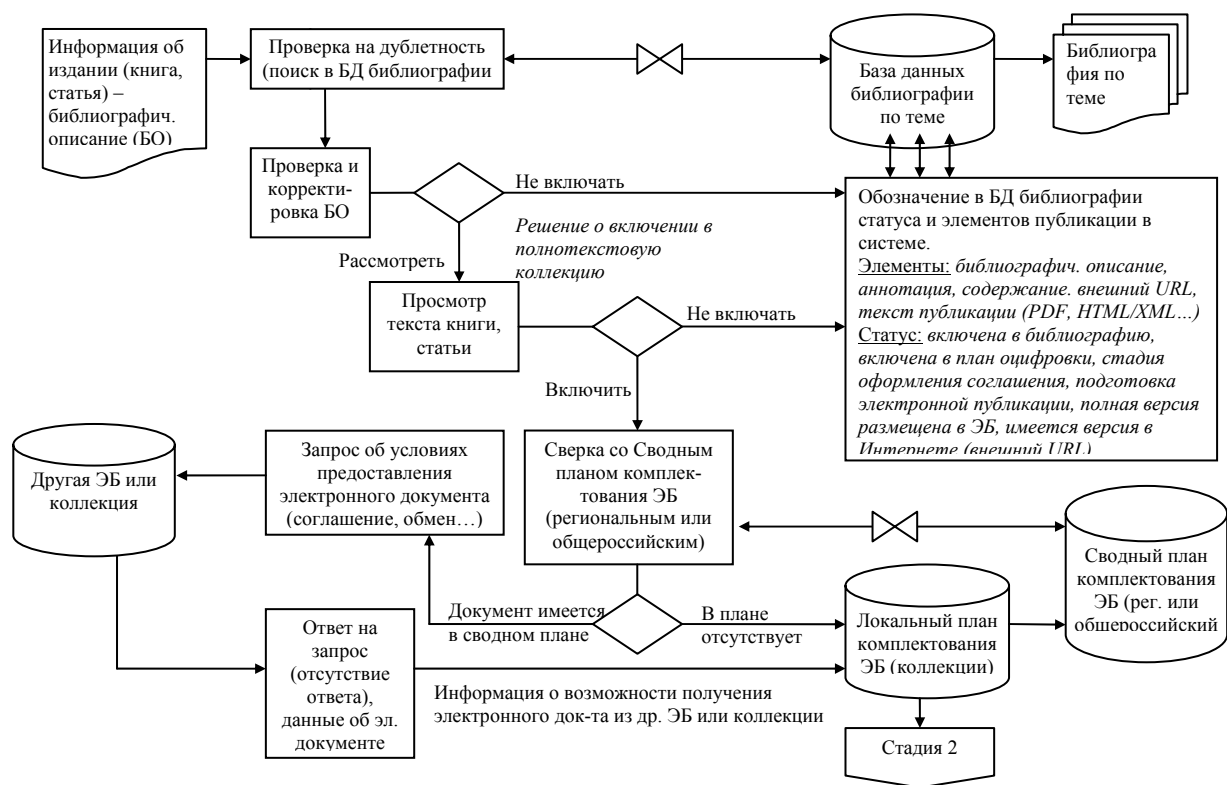 Информация об
издании (книга,
статья) –
библиографич.
описание (БО)
Проверка на дублетность
(поиск в БД библиографии
База данных
библиографии
по теме
Библиогра
фия по
теме
Проверка и
корректи-
ровка БО
Не включать
Решение о включении в
полнотекстовую
коллекцию
Рассмотреть
Обозначение в БД библиографии
статуса и элементов публикации в
системе.
Элементы: библиографич. описание,
аннотация, содержание. внешний URL,
текст публикации (PDF, HTML/XML…)
Статус: включена в библиографию,
включена в план оцифровки, стадия
оформления соглашения, подготовка
электронной публикации, полная версия
размещена в ЭБ, имеется версия в
Интернете (внешний URL)
Просмотр
текста книги,
статьи
Не включать
Включить
Другая ЭБ или
коллекция
Запрос об условиях
предоставления
электронного документа
(соглашение, обмен…)
Сверка со Сводным
планом комплек-
тования ЭБ
(региональным или
общероссийским)
Сводный план
комплектования
ЭБ (рег. или
общероссийский
Документ имеется
в сводном плане
В плане
отсутствует
Локальный план
комплектования
ЭБ (коллекции)
Ответ на
запрос
(отсутствие
ответа),
данные об эл.
документе
Информация о возможности получения
электронного док-та из др. ЭБ или коллекции
Стадия 2